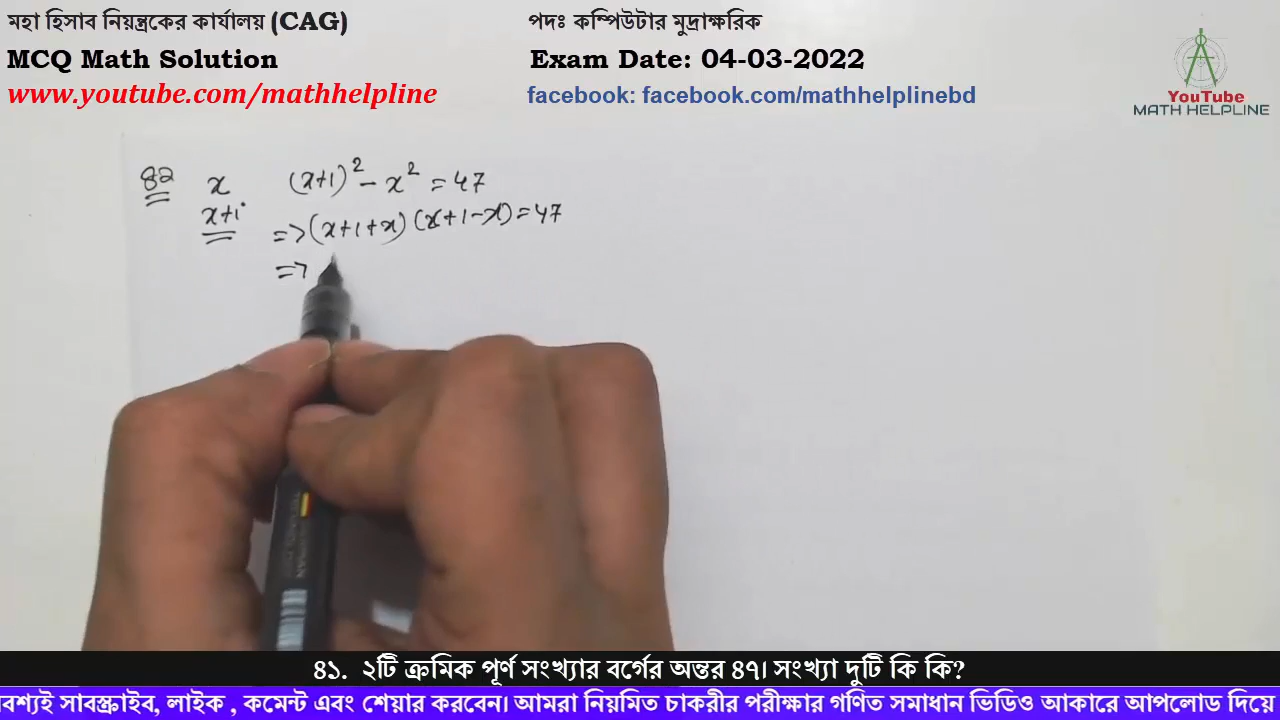 মহা হিসাব নিয়ন্ত্রকের কার্যালয় (CAG)
পদঃ কম্পিউটার মুদ্রাক্ষরিক
MCQ Math Solution
Exam Date: 04-03-2022
www.youtube.com/mathhelpline
facebook: facebook.com/mathhelplinebd
YouTube
MATH HELPLINE
৪১ x (x+1)² - x² = 47
x+1
=> (x+1+x) (x+1-x) = 47
=>
৪১. ২টি ক্রমিক পূর্ণ সংখ্যার বর্গের অন্তর ৪৭। সংখ্যা দুটি কি কি?
বশ্যই সাবস্ক্রাইব, লাইক , কমেন্ট এবং শেয়ার করবেন। আমরা নিয়মিত চাকরীর পরীক্ষার গণিত সমাধান ভিডিও আকারে আপলোড দিয়ে